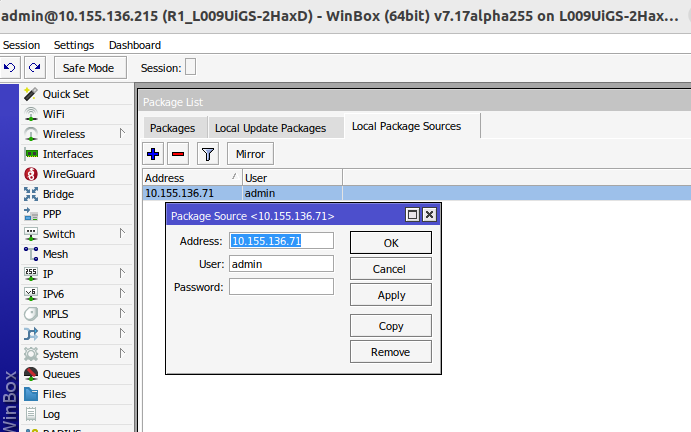 admin@10.155.136.215 (R1_L009UiGS-2HaxD) - WinBox (64bit) v7.17alpha255 on L009UiGS-2Hax...
Session Settings Dashboard
Safe Mode Session:
Quick Set
WiFi
Wireless
Interfaces
WireGuard
Bridge
PPP
Switch
Mesh
IP
IPv6
MPLS
Routing
System
Queues
Files
Log
RADIUS
WinBox
Package List
Packages Local Update Packages Local Package Sources
Mirror
Address User
10.155.136.71 admin
Package Source <10.155.136.71>
Address: 10.155.136.71 OK
User: admin Cancel
Password: Apply
Copy
Remove